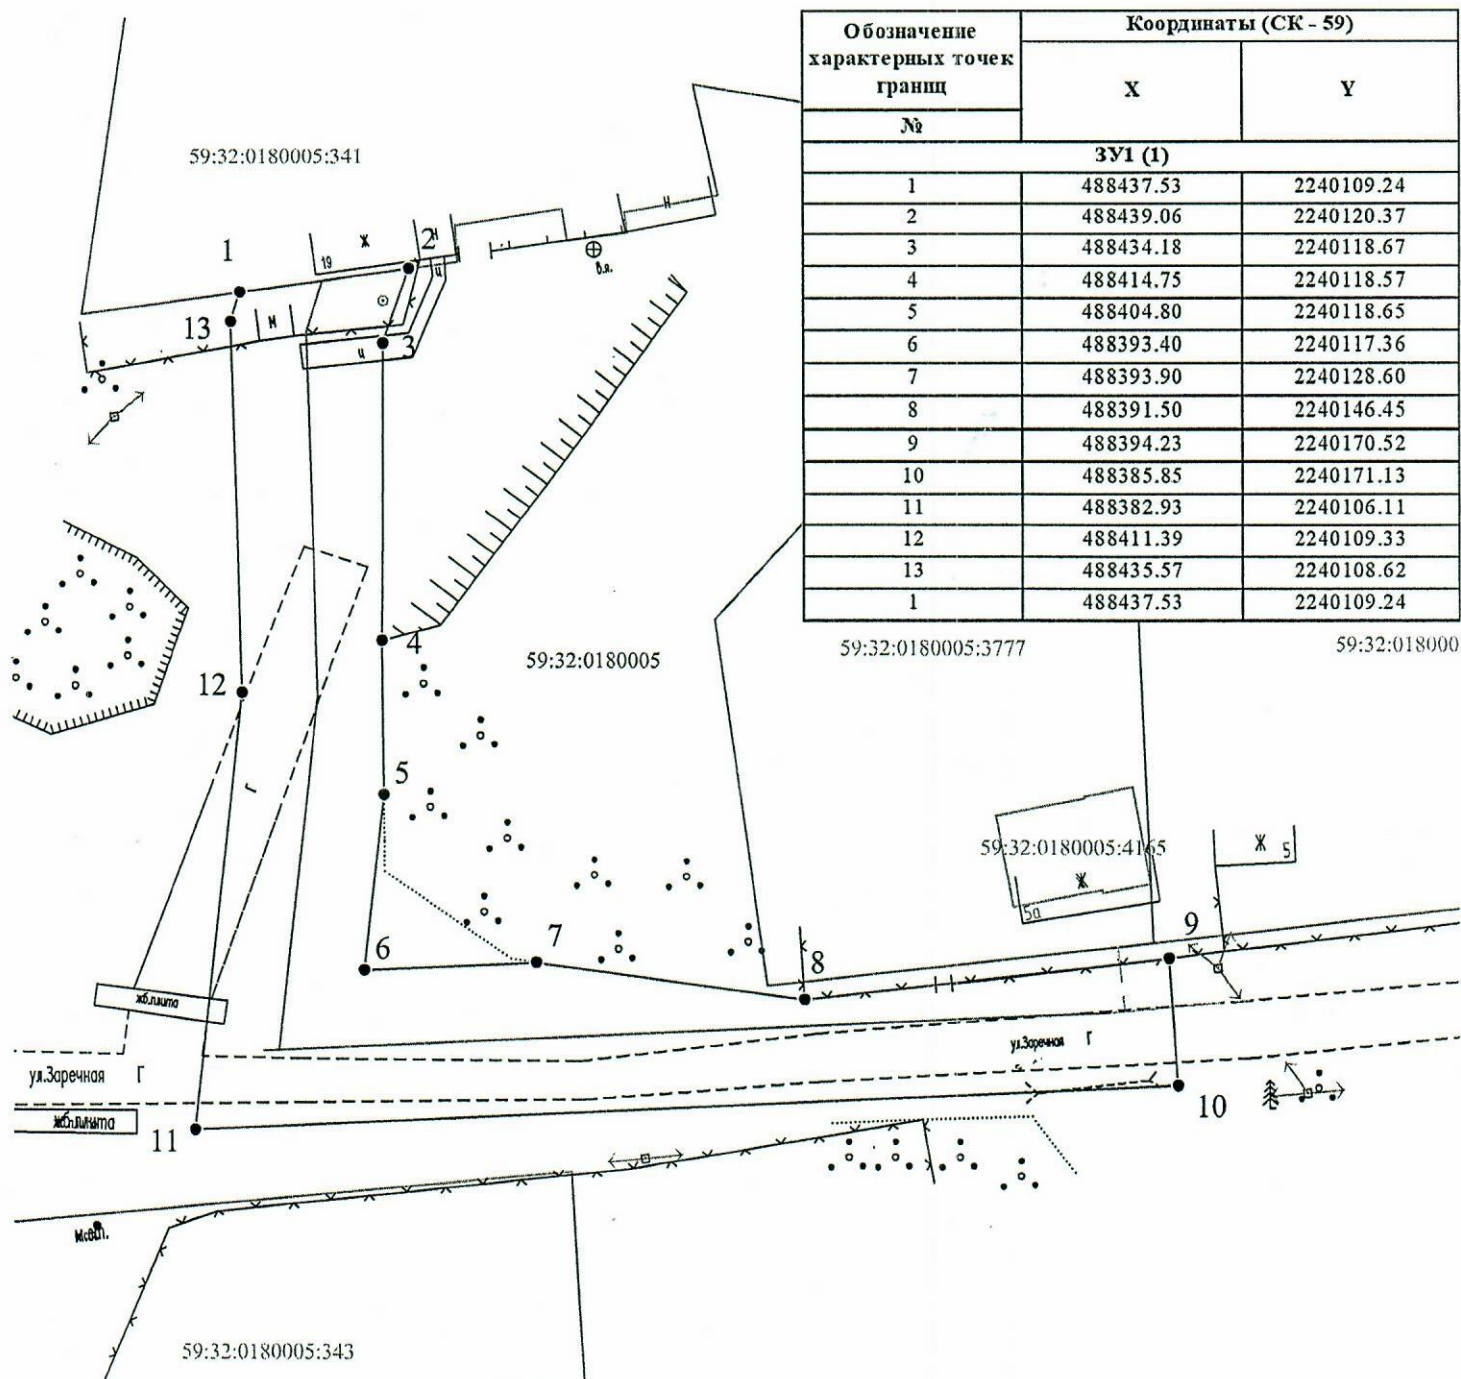 Обозначение характерных точек границ
Координаты (СК - 59)
№
X
Y
ЗУ1 (1)
1 488437.53 2240109.24
2 488439.06 2240120.37
3 488434.18 2240118.67
4 488414.75 2240118.57
5 488404.80 2240118.65
6 488393.40 2240117.36
7 488393.90 2240128.60
8 488391.50 2240146.45
9 488394.23 2240170.52
10 488385.85 2240171.13
11 488382.93 2240106.11
12 488411.39 2240109.33
13 488435.57 2240108.62
1 488437.53 2240109.24
59:32:0180005:341
1
19
Ж
2
Н
Н
ц
в.я.
13
М
ц
3
4
59:32:0180005
59:32:0180005:3777
59:32:018000
12
Г
5
59:32:0180005:4165
Ж
5а
Ж 5
6
7
8
9
жб.плита
ул.Заречная Г
ул.Заречная Г
10
11
59:32:0180005:343